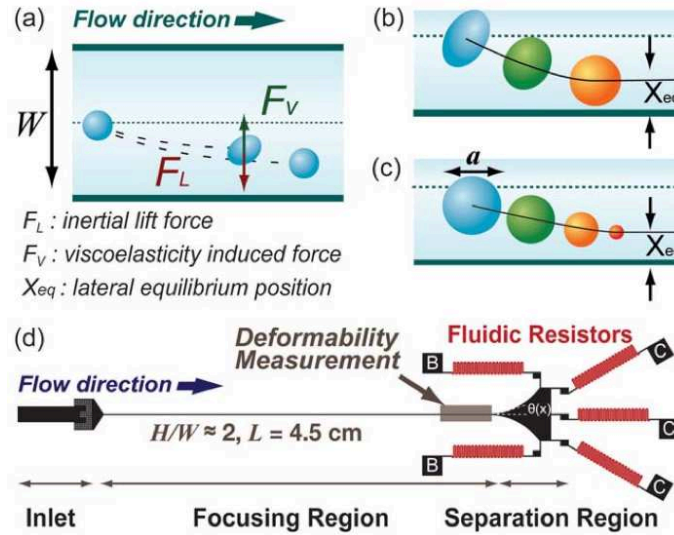 (a) Flow direction
W
F_V
F_L
F_L : inertial lift force
F_V : viscoelasticity induced force
X_eq : lateral equilibrium position
(b)
X_eq
(c)
a
X_eq
(d)
Flow direction
Deformability
Measurement
Fluidic Resistors
B
C
θ(x)
H/W ≈ 2, L = 4.5 cm
C
B
C
Inlet
Focusing Region
Separation Region